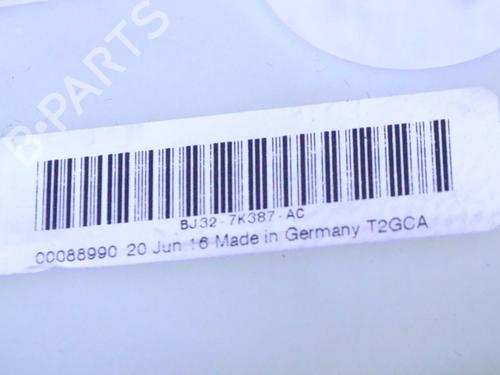 B-PARTS
BJ32-7K387-AC
00088990 20 Jun 16 Made in Germany T2GCA